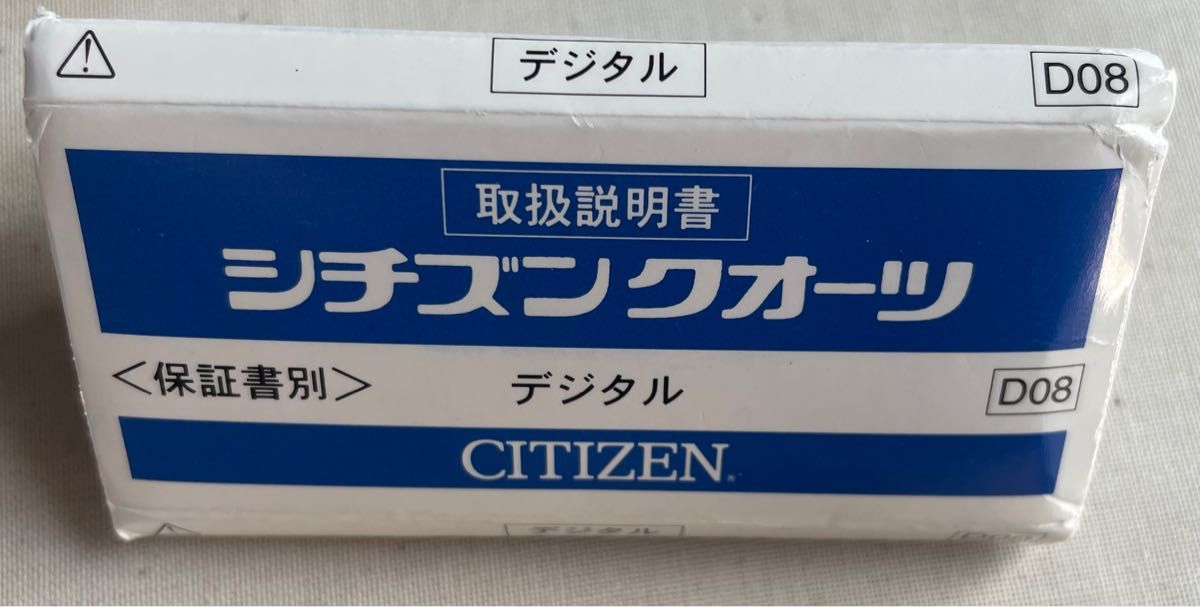 デジタル D08
取扱説明書
シチズン クオーツ
<保証書別> デジタル D08
CITIZEN®
デジタル